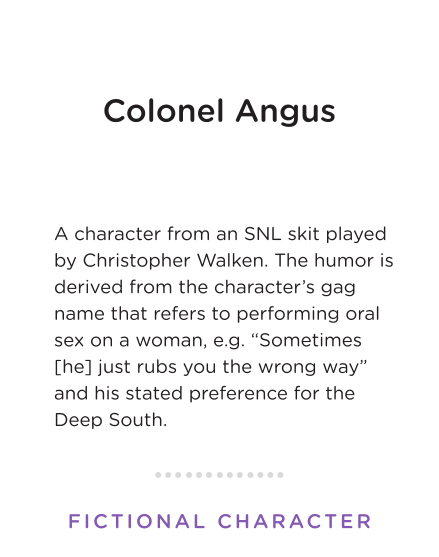 Colonel Angus
A character from an SNL skit played
by Christopher Walken. The humor is
derived from the character’s gag
name that refers to performing oral
sex on a woman, e.g. “Sometimes
[he] just rubs you the wrong way”
and his stated preference for the
Deep South.
FICTIONAL CHARACTER